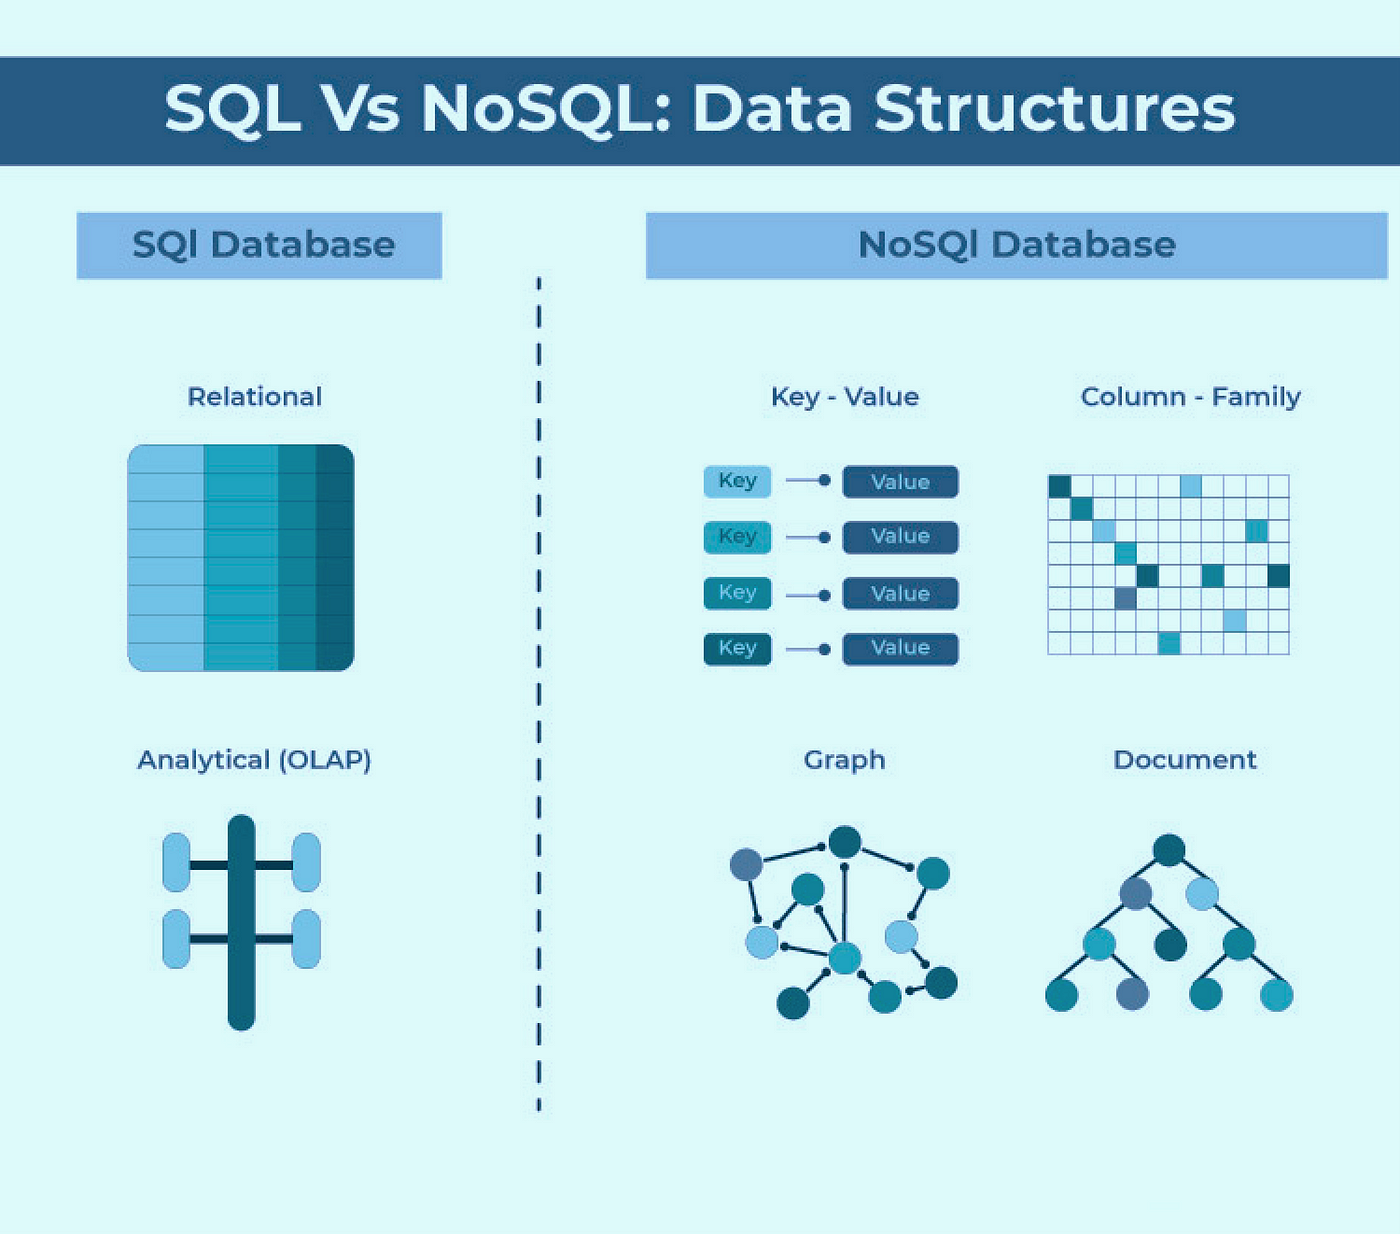 SQL Vs NoSQL: Data Structures
SQl Database
NoSQl Database
Relational
Key - Value
Column - Family
Key Value
Key Value
Key Value
Key Value
Analytical (OLAP)
Graph
Document